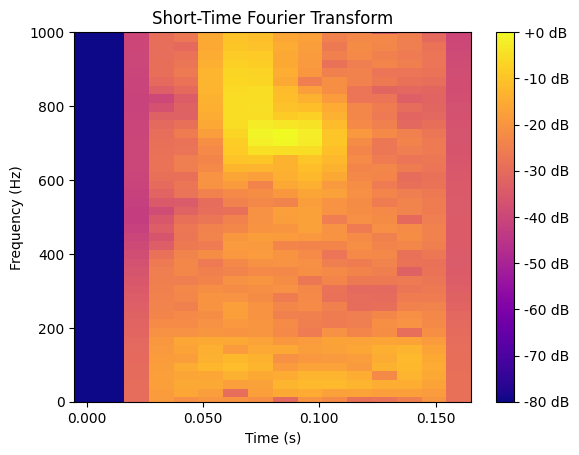 Short-Time Fourier Transform
1000
800
600
400
200
0
Frequency (Hz)
0.000
0.050
0.100
0.150
Time (s)
+0 dB
-10 dB
-20 dB
-30 dB
-40 dB
-50 dB
-60 dB
-70 dB
-80 dB